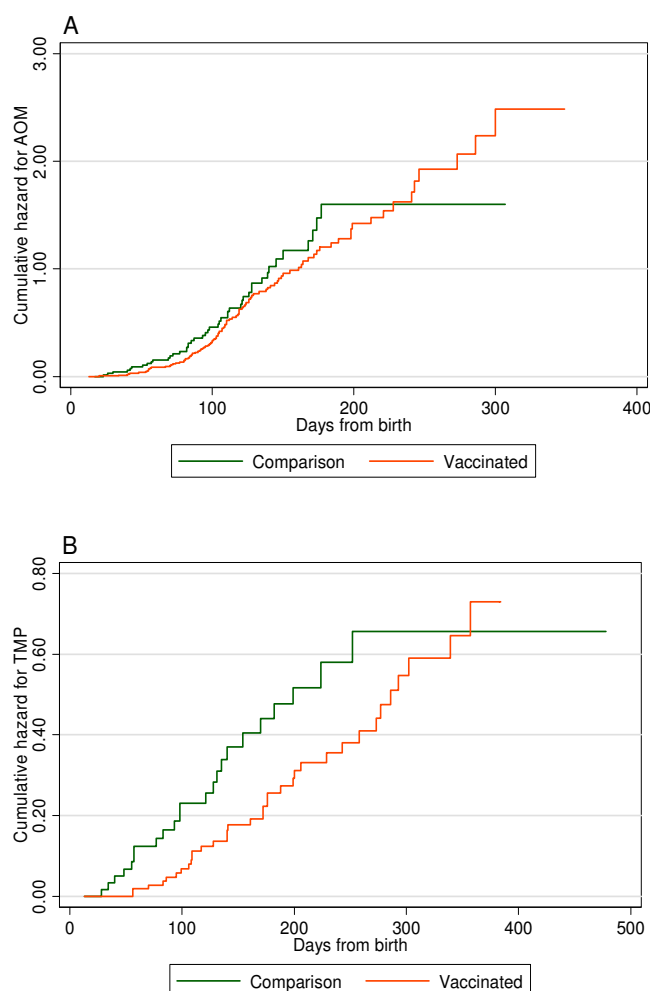 A
Cumulative hazard for AOM
3.00
2.00
1.00
0.00
0 100 200 300 400
Days from birth
Comparison Vaccinated
B
Cumulative hazard for TMP
0.80
0.60
0.40
0.20
0.00
0 100 200 300 400 500
Days from birth
Comparison Vaccinated